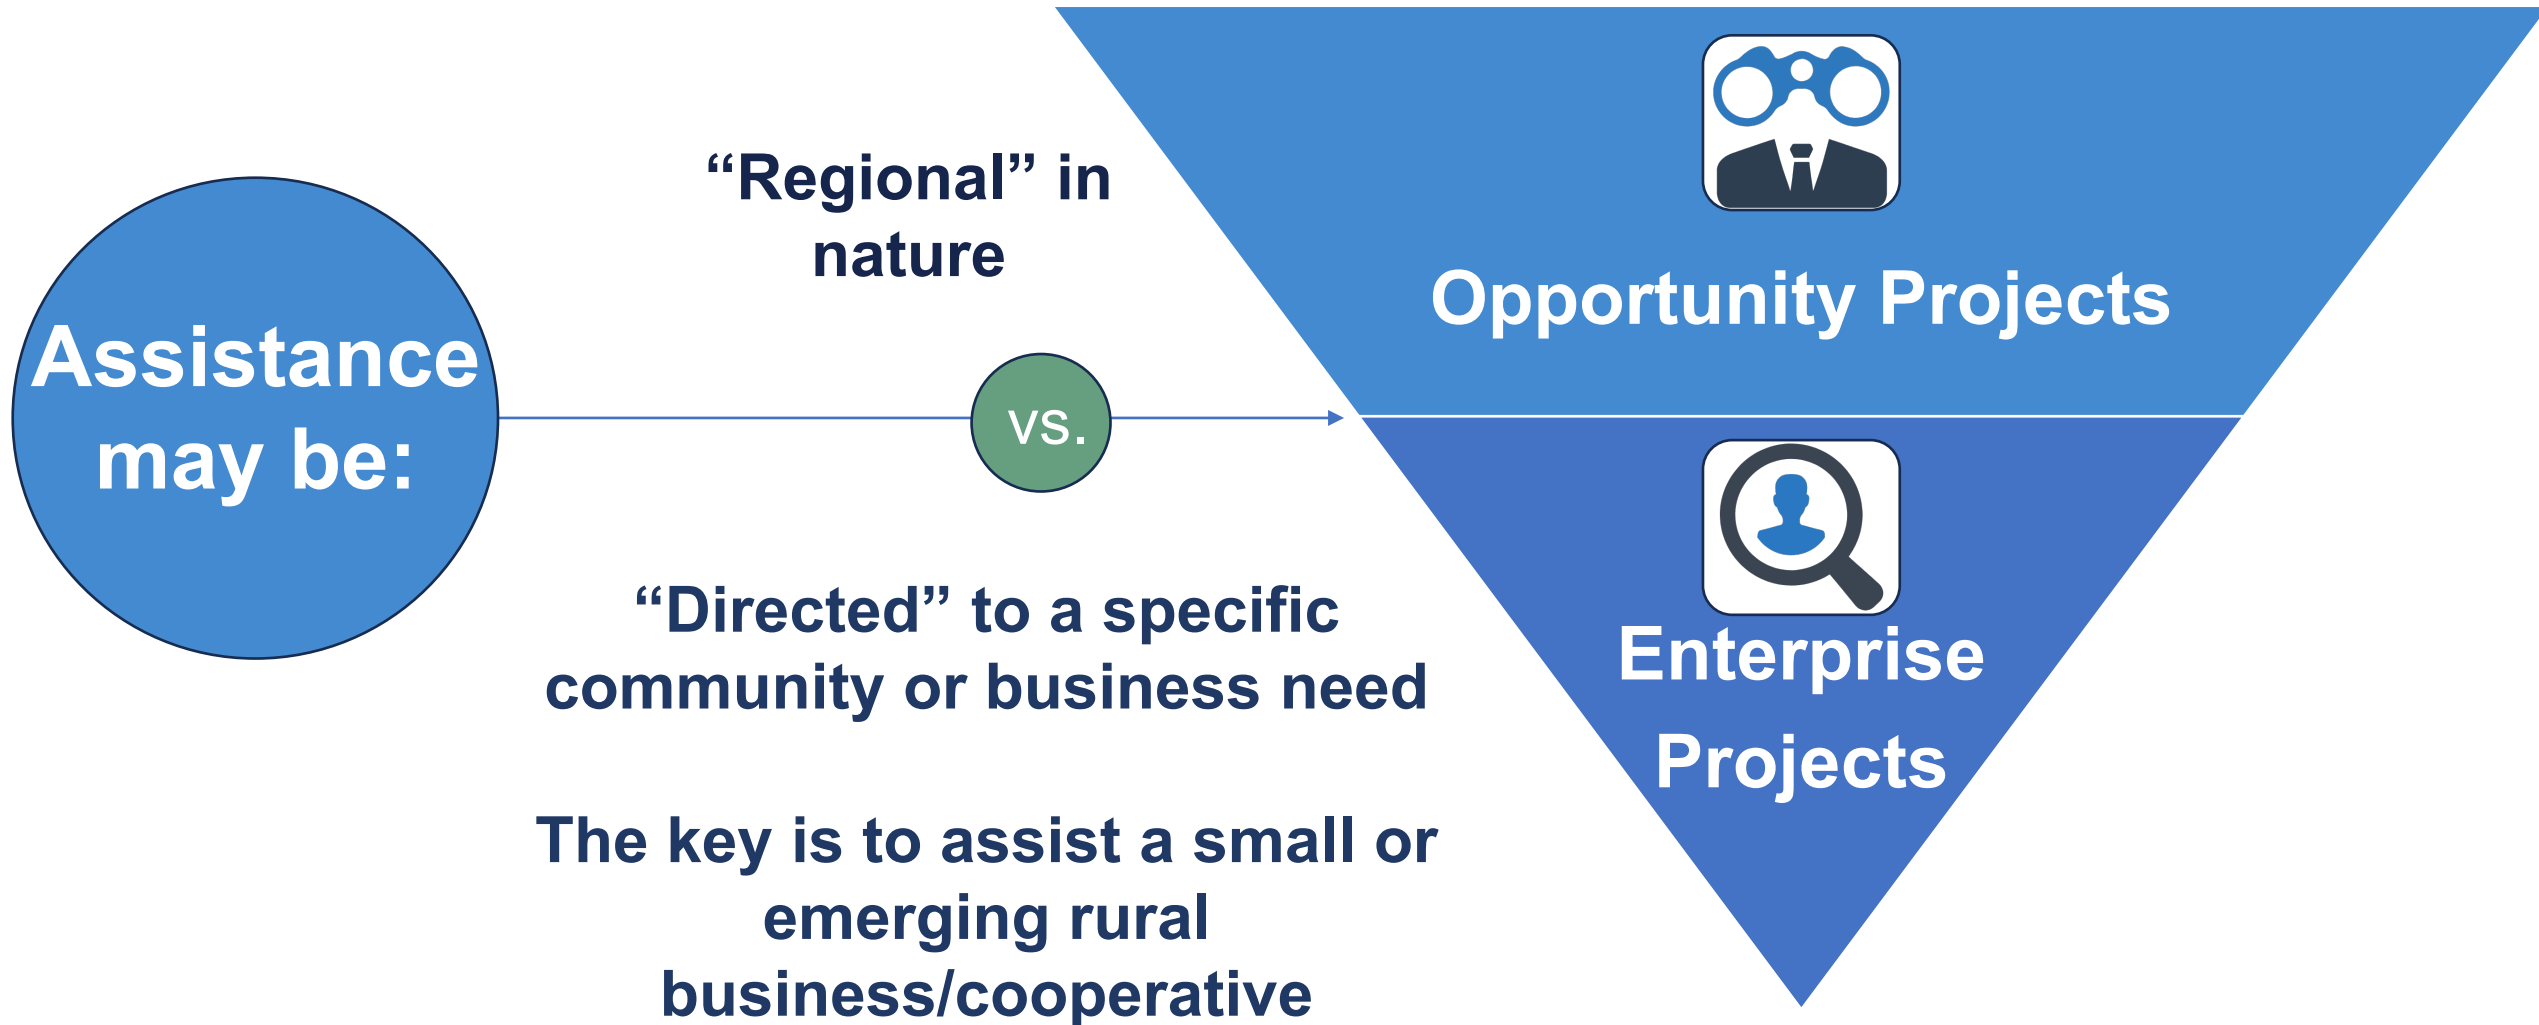 Assistance
may be:
“Regional” in
nature
vs.
“Directed” to a specific
community or business need
The key is to assist a small or
emerging rural
business/cooperative
Opportunity Projects
Enterprise
Projects